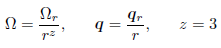 Ω = Ω_r / r^z,   q = q_r / r,   z = 3